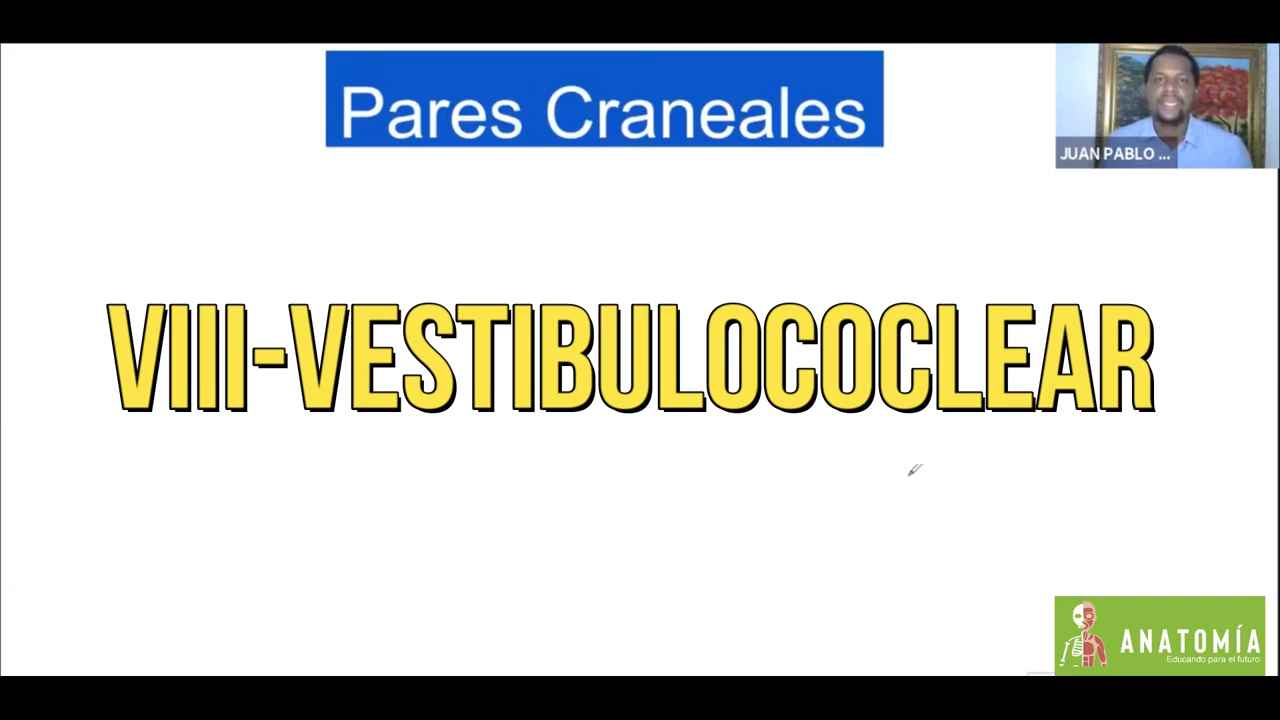 Pares Craneales
JUAN PABLO ...
VIII-VESTIBULOCOCLEAR
ANATOMÍA
Educando para el futuro.